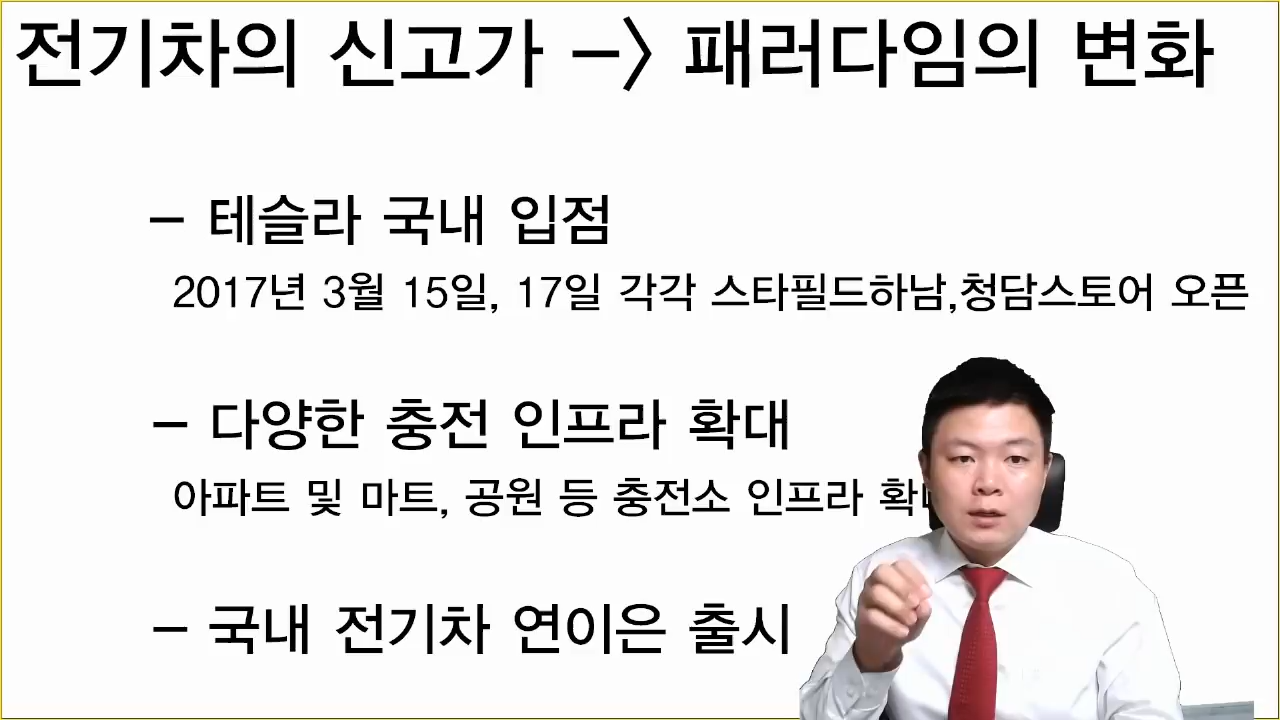 전기차의 신고가 -> 패러다임의 변화
- 테슬라 국내 입점
2017년 3월 15일, 17일 각각 스타필드하남,청담스토어 오픈
- 다양한 충전 인프라 확대
아파트 및 마트, 공원 등 충전소 인프라
- 국내 전기차 연이은 출시